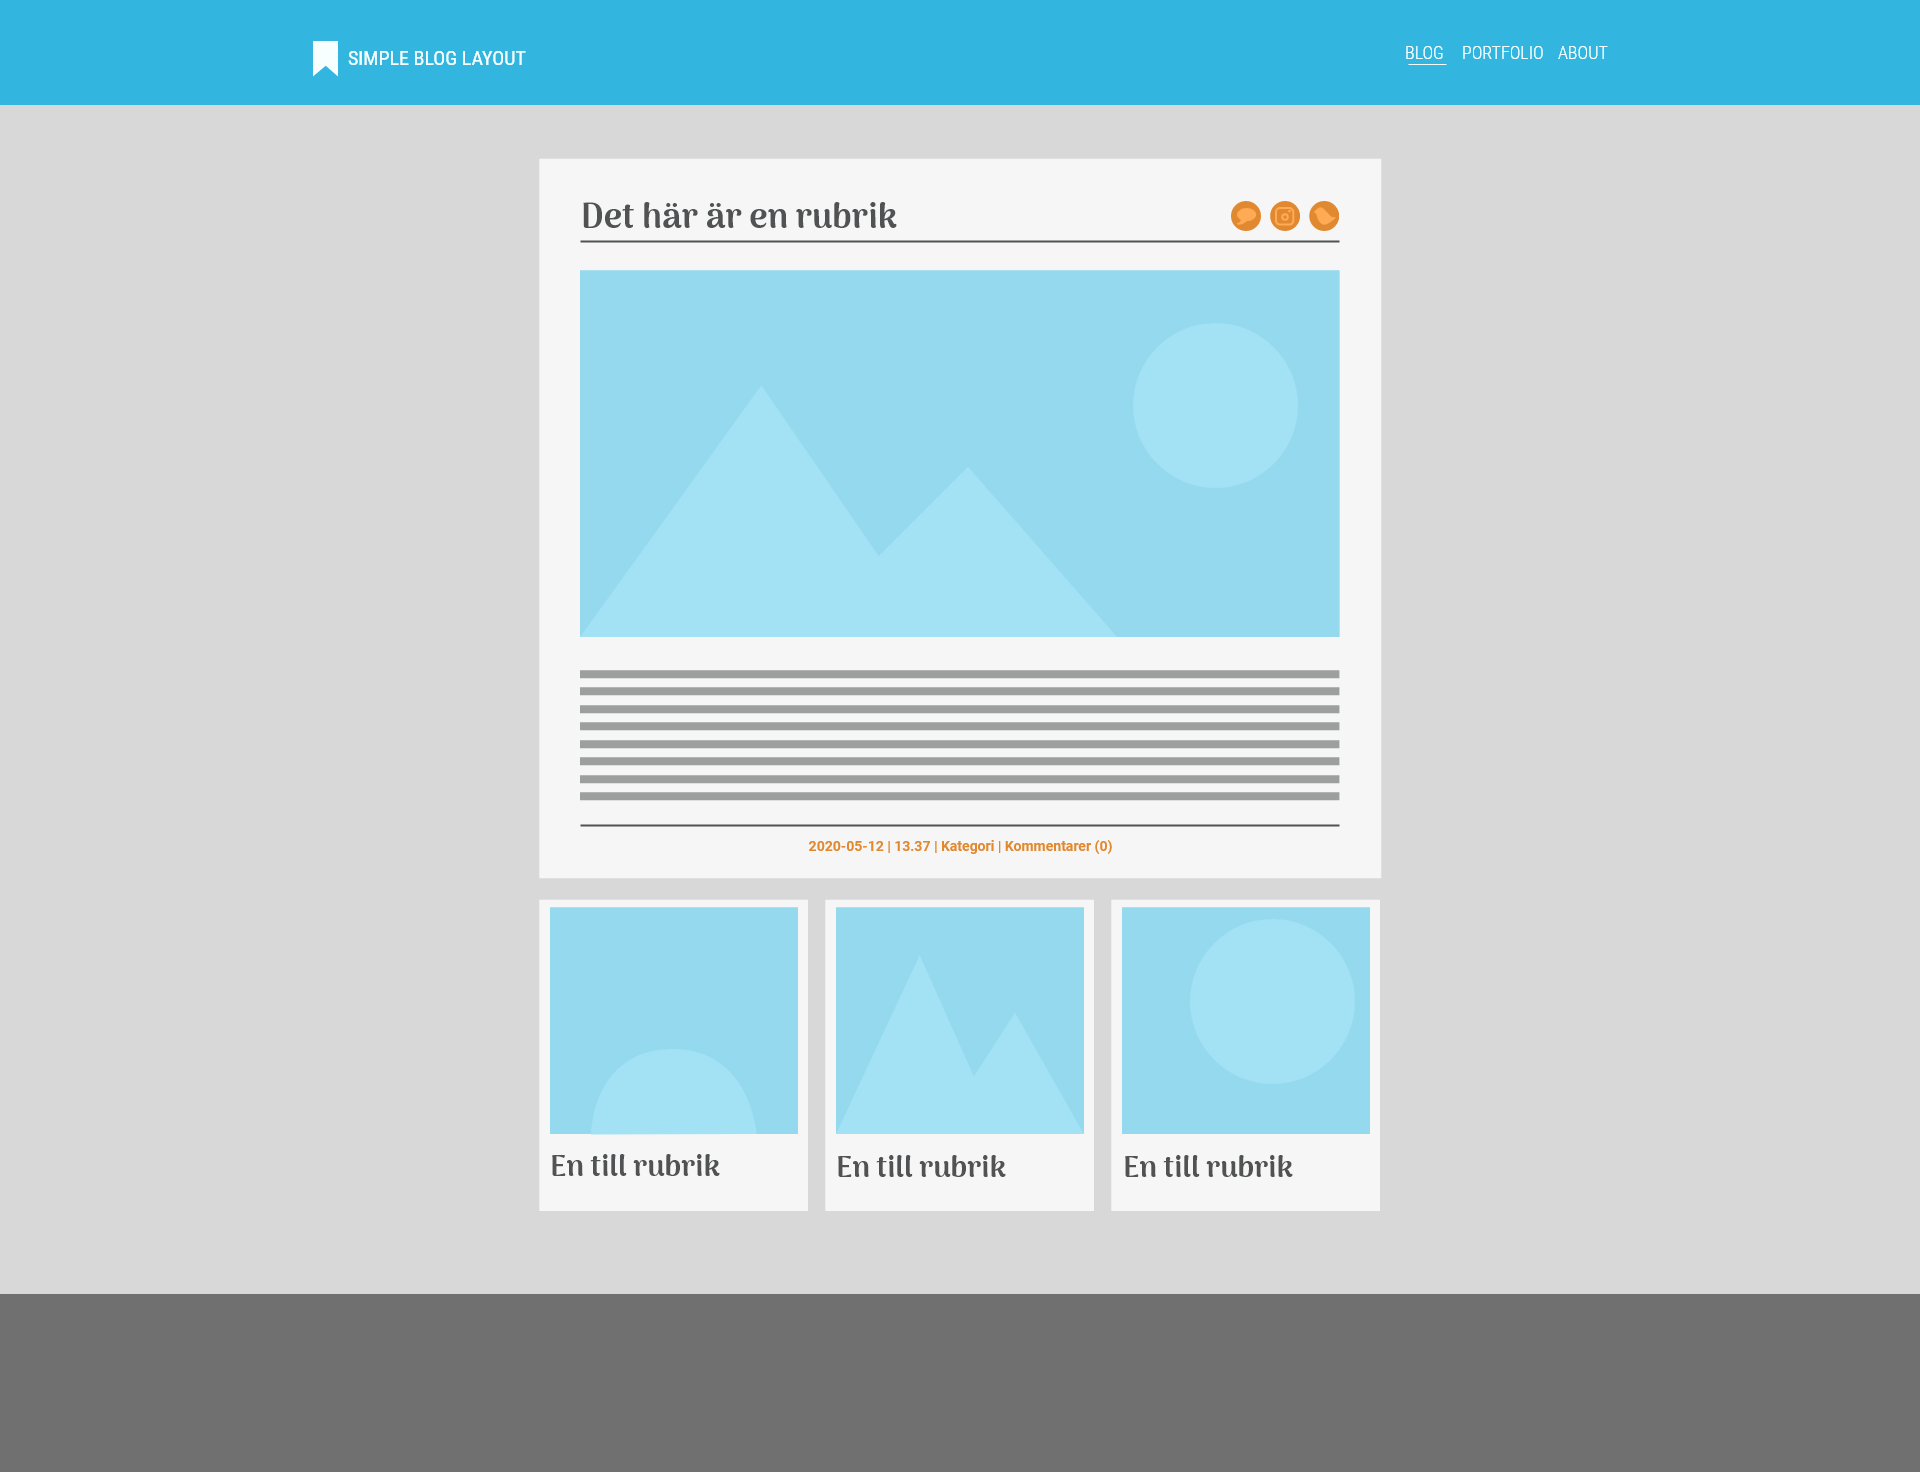 SIMPLE BLOG LAYOUT
BLOG PORTFOLIO ABOUT
Det här är en rubrik
2020-05-12 | 13.37 | Kategori | Kommentarer (0)
En till rubrik
En till rubrik
En till rubrik